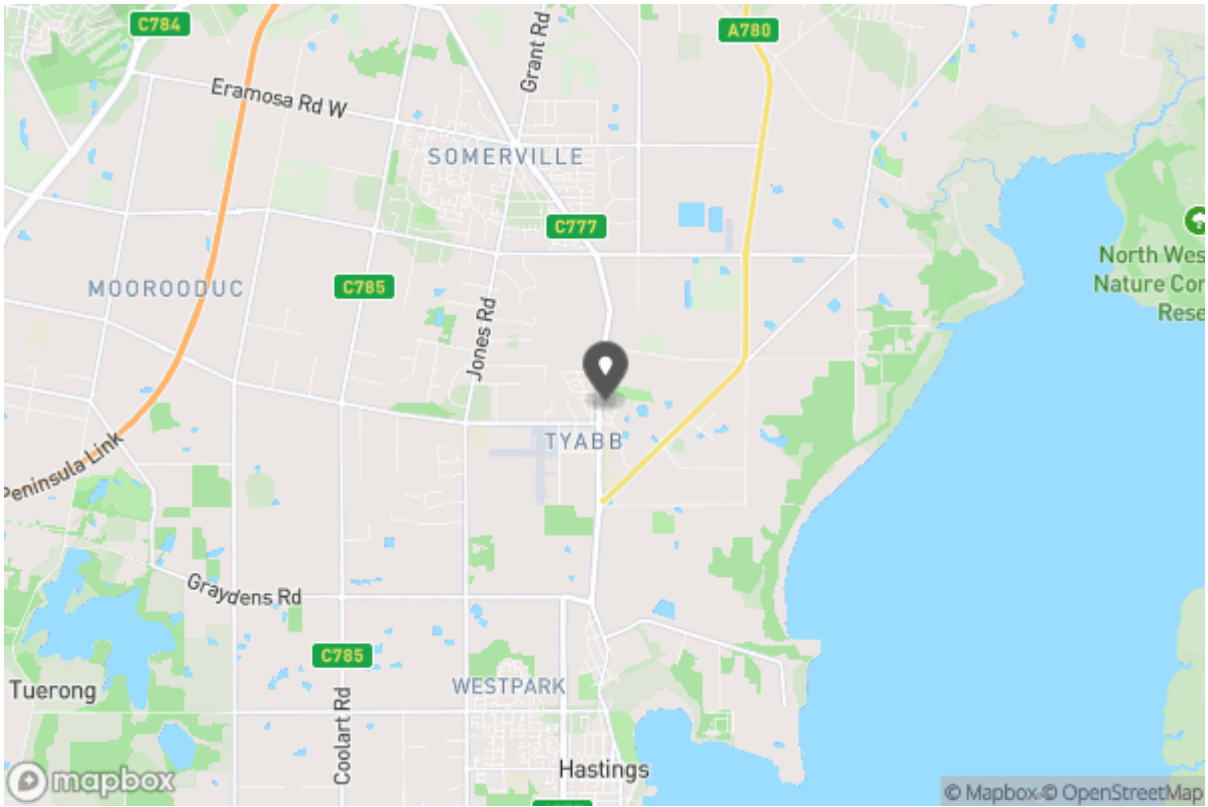 C784
A780
Grant Rd
Eramosa Rd W
SOMERVILLE
C777
North Wes
Nature Con
Rese
MOOROODUC
C785
Jones Rd
TYABB
Peninsula Link
Graydens Rd
C785
WESTPARK
Tuerong
Coolart Rd
Hastings
mapbox
© Mapbox © OpenStreetMap